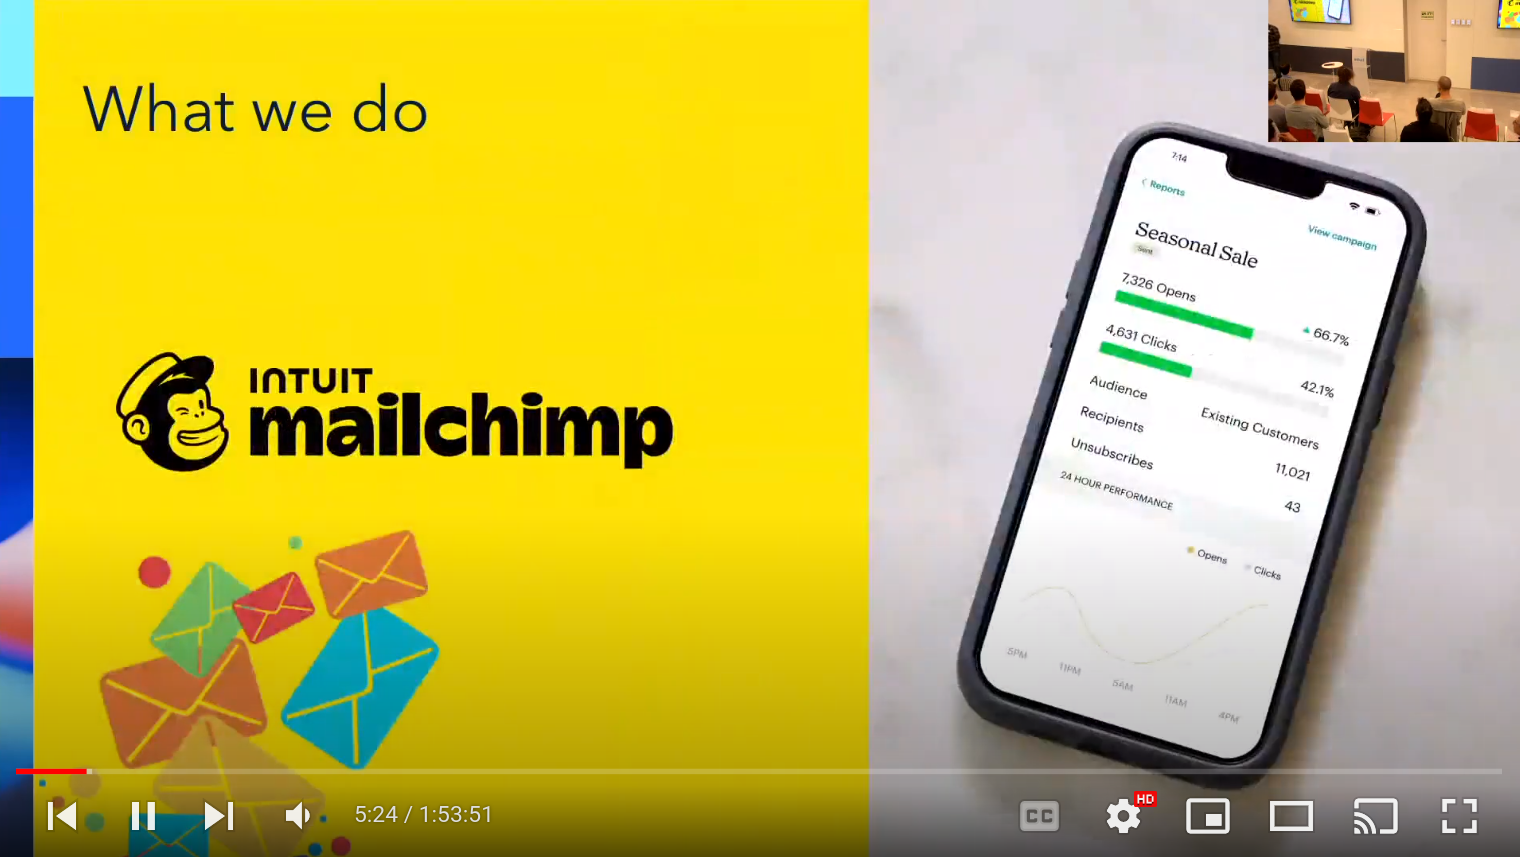 What we do
INTUIT
mailchimp
7:14
Reports
View campaign
Seasonal Sale
Sent
7,326 Opens
66.7%
4,631 Clicks
42.1%
Audience
Existing Customers
Recipients
11,021
Unsubscribes
43
24 HOUR PERFORMANCE
Opens
Clicks
5PM
11PM
5AM
11AM
4PM
5:24 / 1:53:51
CC
HD